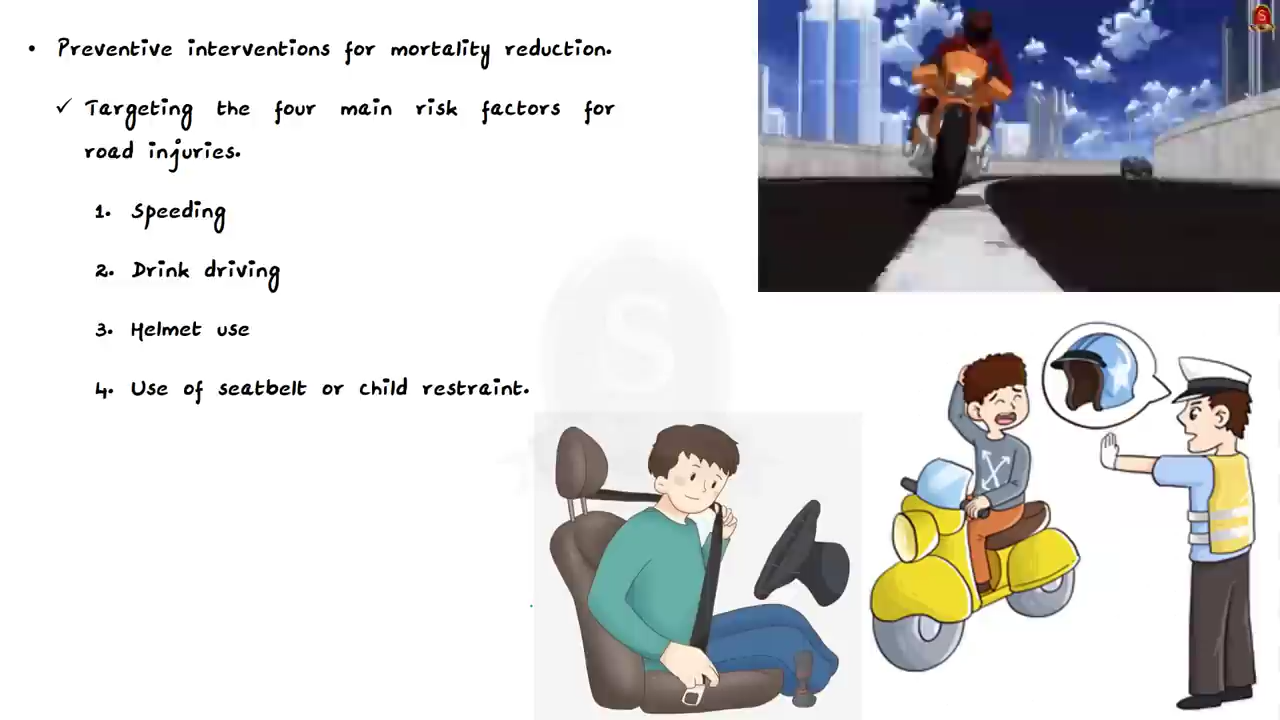 • Preventive interventions for mortality reduction.
✓ Targeting the four main risk factors for
road injuries.
1. Speeding
2. Drink driving
3. Helmet use
4. Use of seatbelt or child restraint.
S
S